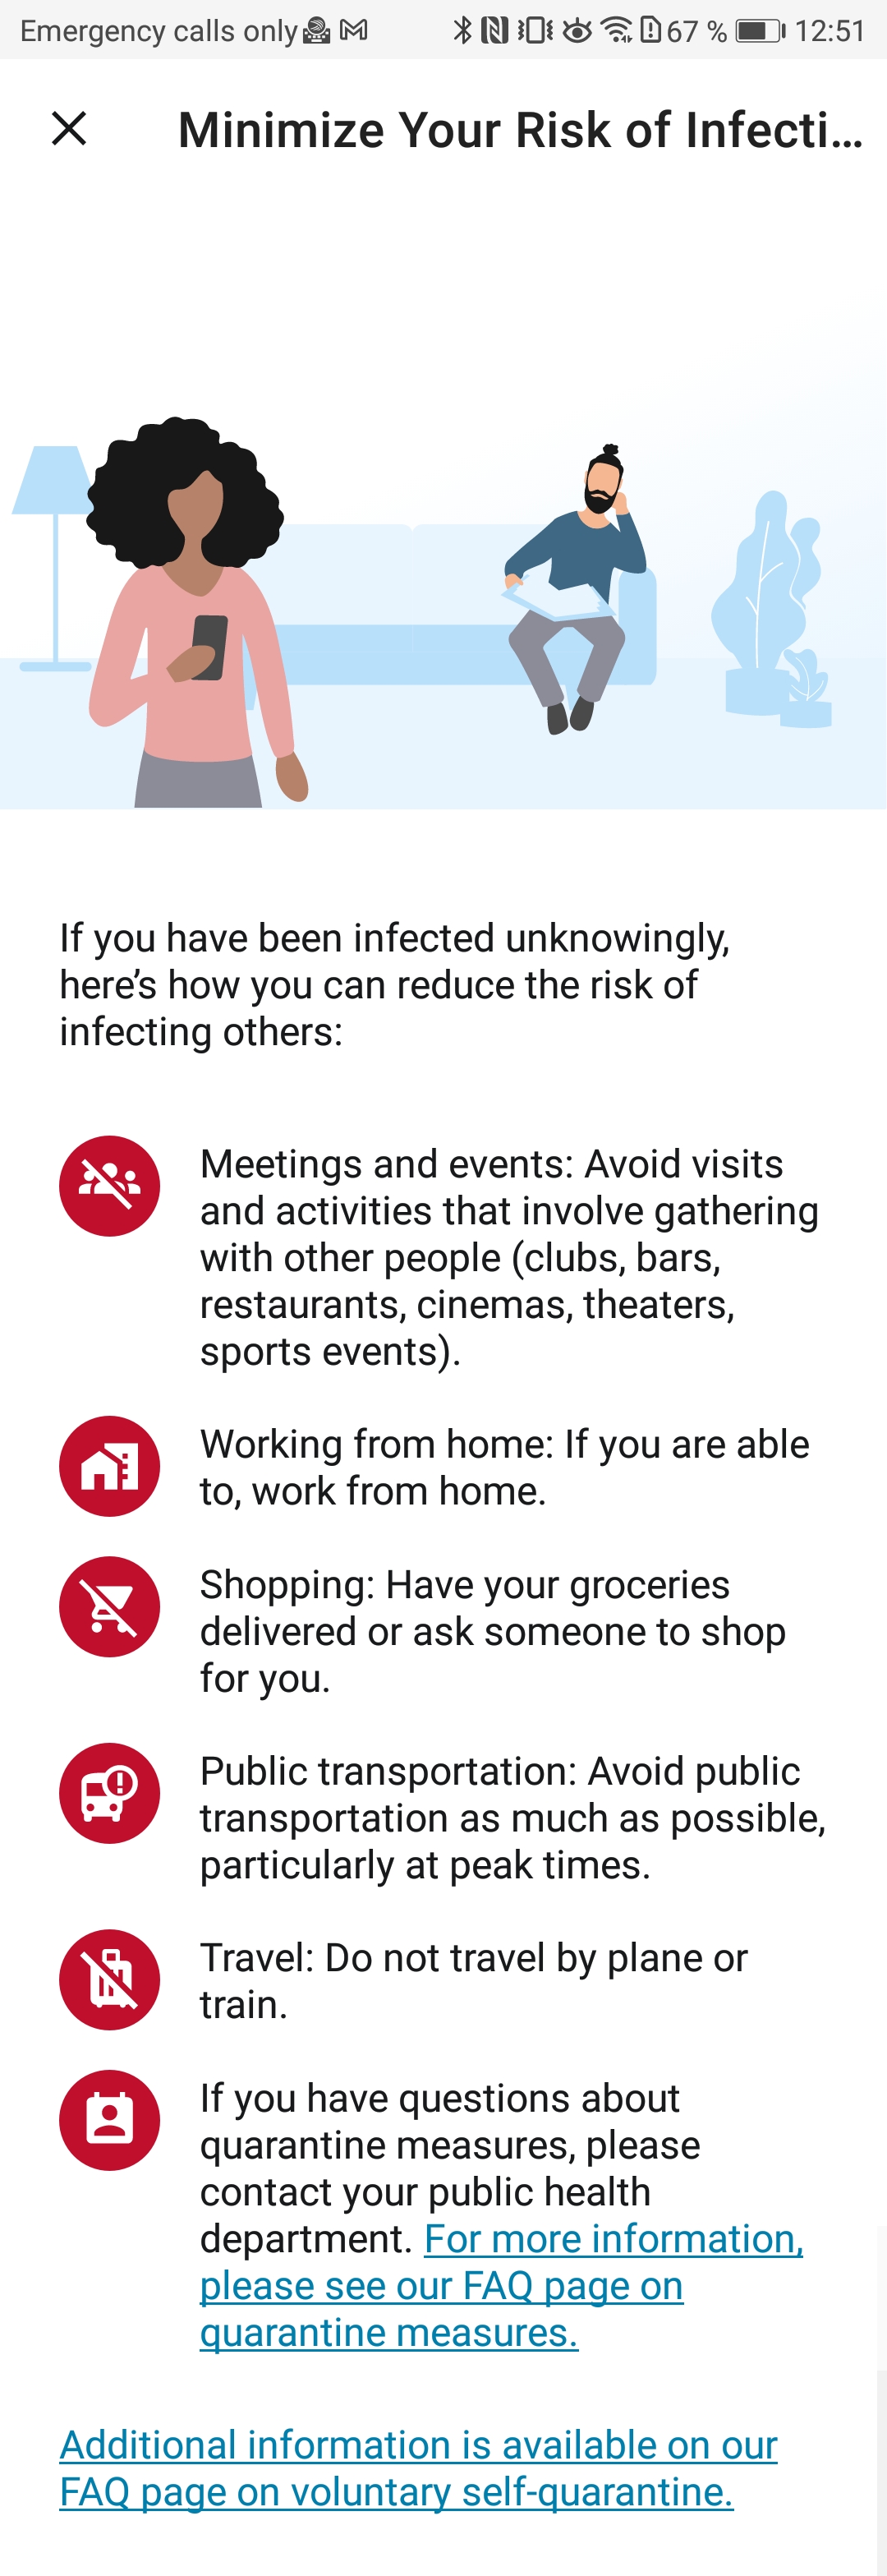 Emergency calls only 67 % 12:51
Minimize Your Risk of Infecti...
If you have been infected unknowingly,
here’s how you can reduce the risk of
infecting others:
Meetings and events: Avoid visits
and activities that involve gathering
with other people (clubs, bars,
restaurants, cinemas, theaters,
sports events).
Working from home: If you are able
to, work from home.
Shopping: Have your groceries
delivered or ask someone to shop
for you.
Public transportation: Avoid public
transportation as much as possible,
particularly at peak times.
Travel: Do not travel by plane or
train.
If you have questions about
quarantine measures, please
contact your public health
department. For more information,
please see our FAQ page on
quarantine measures.
Additional information is available on our
FAQ page on voluntary self-quarantine.